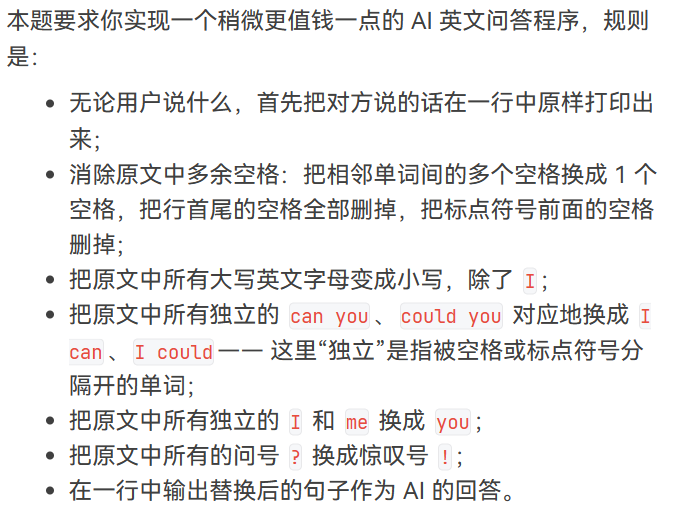 本题要求你实现一个稍微更值钱一点的 AI 英文问答程序，规则
是：
• 无论用户说什么，首先把对方说的话在一行中原样打印出
来；
• 消除原文中多余空格：把相邻单词间的多个空格换成 1 个
空格，把行首尾的空格全部删掉，把标点符号前面的空格
删掉；
• 把原文中所有大写英文字母变成小写，除了 I；
• 把原文中所有独立的 can you、could you 对应地换成 I
can、I could—— 这里“独立”是指被空格或标点符号分
隔开的单词；
• 把原文中所有独立的 I 和 me 换成 you；
• 把原文中所有的问号 ? 换成惊叹号 !；
• 在一行中输出替换后的句子作为 AI 的回答。